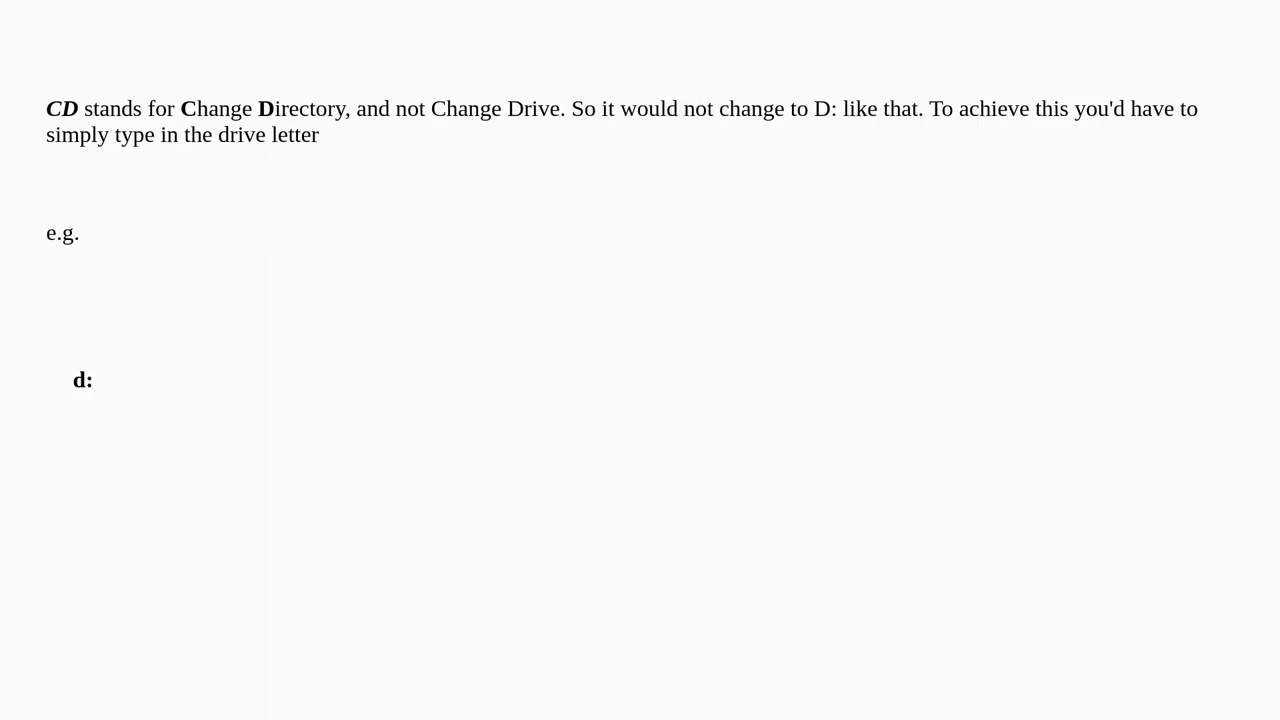 CD stands for Change Directory, and not Change Drive. So it would not change to D: like that. To achieve this you'd have to
simply type in the drive letter
e.g.
d: